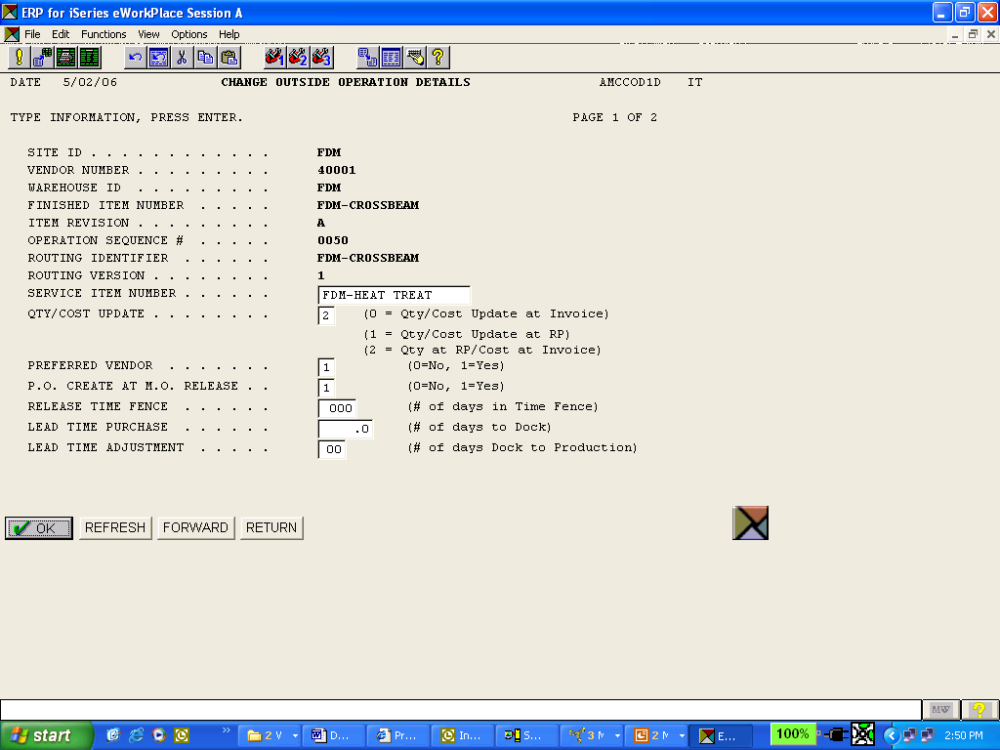 ERP for iSeries eWorkPlace Session A
File Edit Functions View Options Help
1 2 3 ?
DATE 5/02/06 CHANGE OUTSIDE OPERATION DETAILS AMCCOD1D IT
TYPE INFORMATION, PRESS ENTER. PAGE 1 OF 2
SITE ID . . . . . . . . . . . . FDM
VENDOR NUMBER . . . . . . . . . 40001
WAREHOUSE ID . . . . . . . . . FDM
FINISHED ITEM NUMBER . . . . . FDM-CROSSBEAM
ITEM REVISION . . . . . . . . . A
OPERATION SEQUENCE # . . . . . 0050
ROUTING IDENTIFIER . . . . . . FDM-CROSSBEAM
ROUTING VERSION . . . . . . . . 1
SERVICE ITEM NUMBER . . . . . . FDM-HEAT TREAT
QTY/COST UPDATE . . . . . . . . 2 (0 = Qty/Cost Update at Invoice)
(1 = Qty/Cost Update at RP)
(2 = Qty at RP/Cost at Invoice)
PREFERRED VENDOR . . . . . . . 1 (0=No, 1=Yes)
P.O. CREATE AT M.O. RELEASE . . 1 (0=No, 1=Yes)
RELEASE TIME FENCE . . . . . . 000 (# of days in Time Fence)
LEAD TIME PURCHASE . . . . . . .0 (# of days to Dock)
LEAD TIME ADJUSTMENT . . . . . 00 (# of days Dock to Production)
OK REFRESH FORWARD RETURN
MW ?
start » 2 V D... Pr... In... S... 3 M 2 M E... 100% 2:50 PM